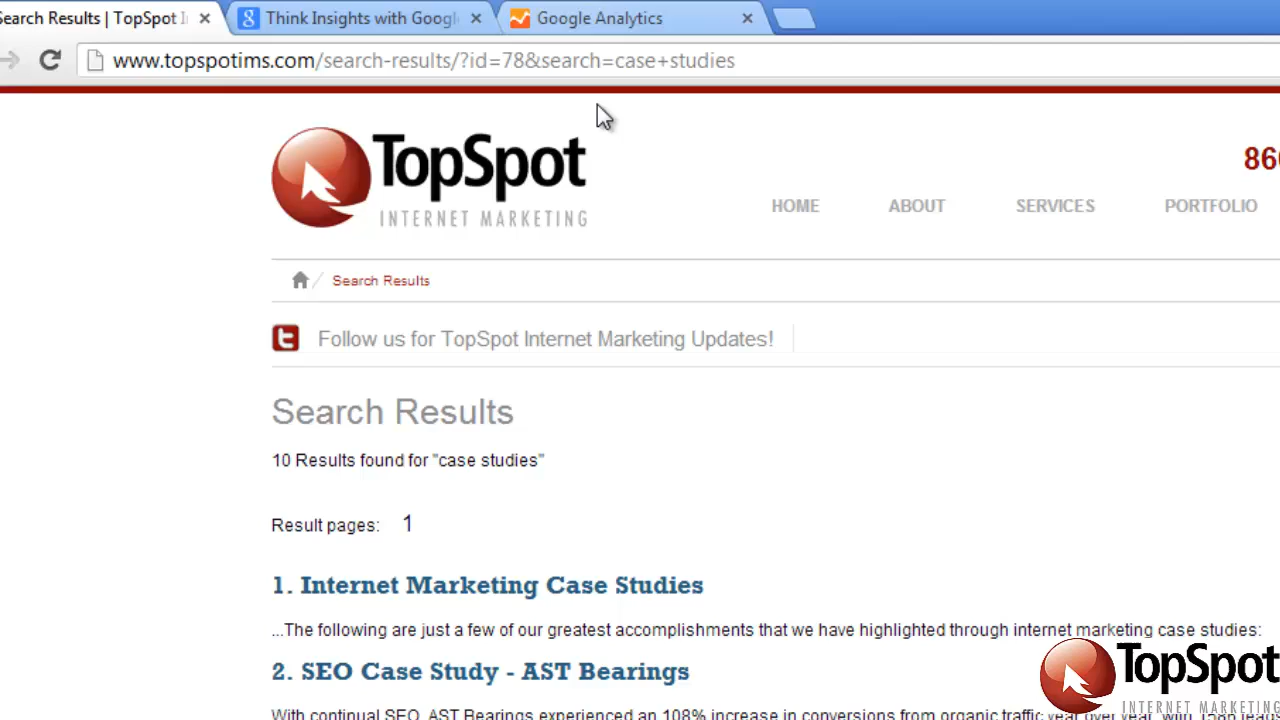 Search Results | TopSpot I
Think Insights with Googl
Google Analytics
www.topspotims.com/search-results/?id=78&search=case+studies
TopSpot
INTERNET MARKETING
86
HOME ABOUT SERVICES PORTFOLIO
Search Results
Follow us for TopSpot Internet Marketing Updates!
Search Results
10 Results found for "case studies"
Result pages: 1
1. Internet Marketing Case Studies
...The following are just a few of our greatest accomplishments that we have highlighted through internet marketing case studies:
2. SEO Case Study - AST Bearings
With continual SEO, AST Bearings experienced an 108% increase in conversions from organic traffic year over year
TopSpot
INTERNET MARKETING